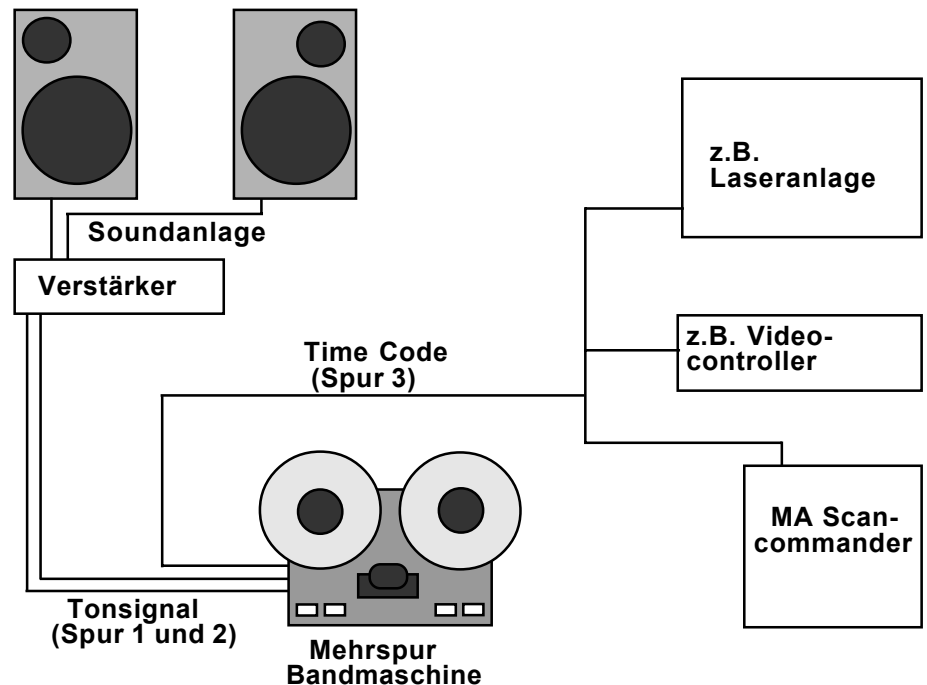 Soundanlage
Verstärker
z.B.
Laseranlage
z.B. Video-
controller
Time Code
(Spur 3)
MA Scan-
commander
Tonsignal
(Spur 1 und 2)
Mehrspur
Bandmaschine